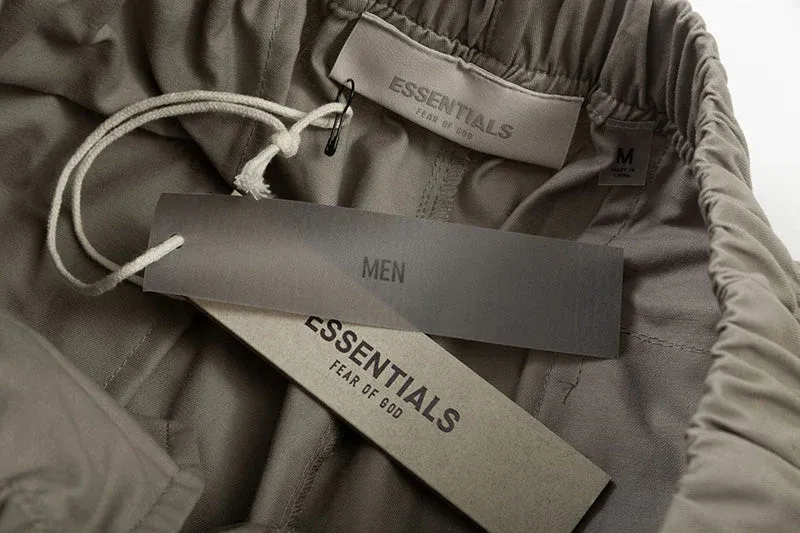 ESSENTIALS
FEAR OF GOD
M
MADE IN
CHINA
MEN
ESSENTIALS
FEAR OF GOD